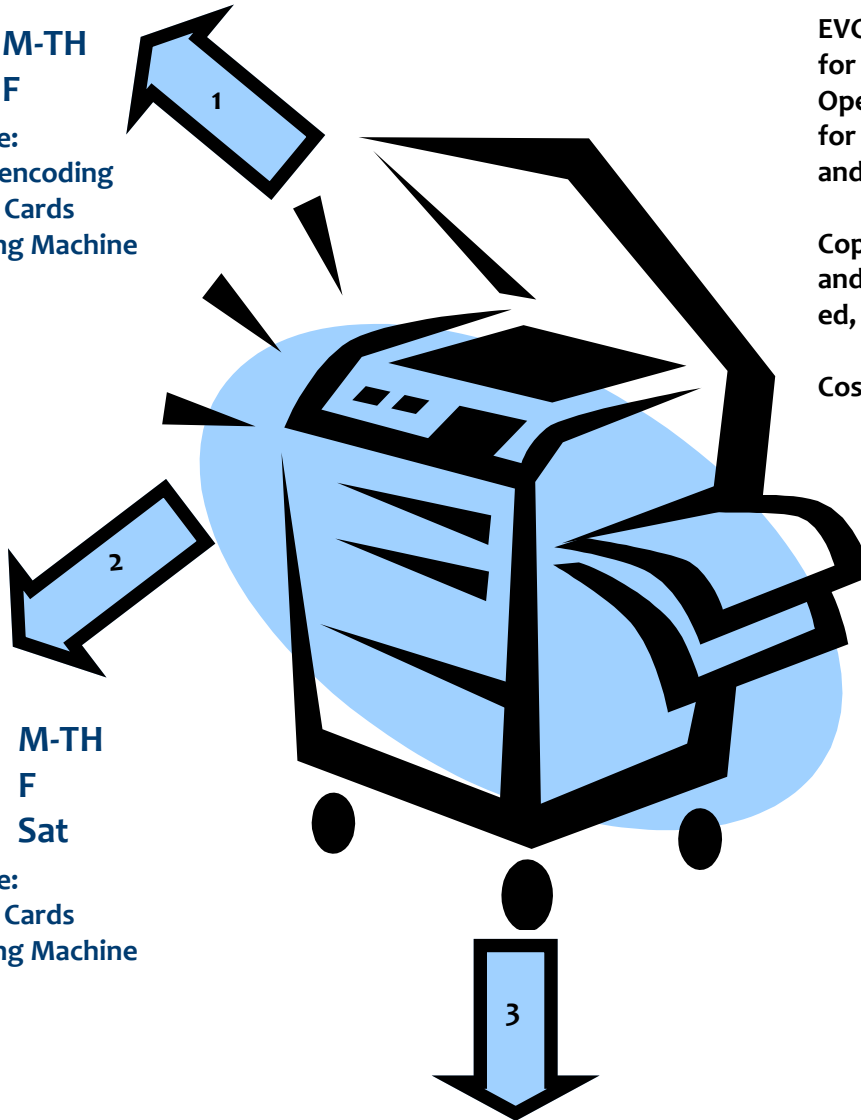 M-TH
F
e:
encoding
Cards
ng Machine
1
EVC
for
Ope
for
and
Cop
and
ed,
Cos
2
M-TH
F
Sat
e:
Cards
ng Machine
3